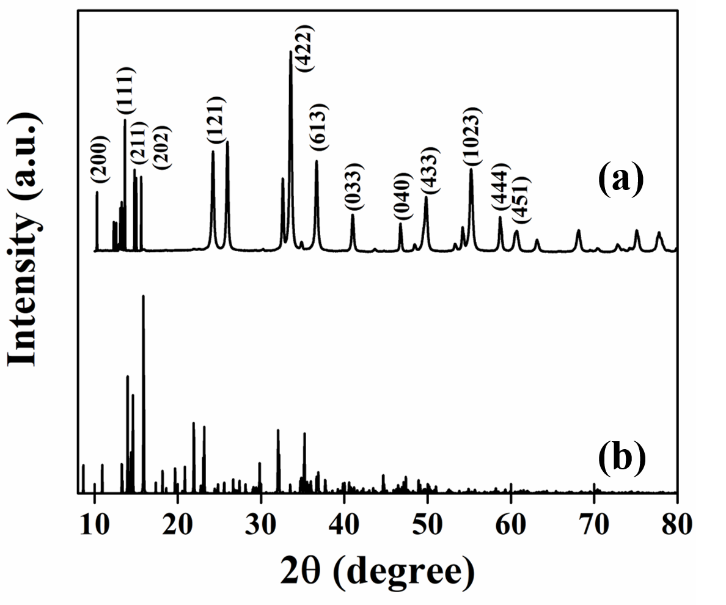 Intensity (a.u.)
(200)
(111)
(211)
(202)
(121)
(422)
(613)
(033)
(040)
(433)
(1023)
(444)
(451)
(a)
(b)
10 20 30 40 50 60 70 80
2θ (degree)